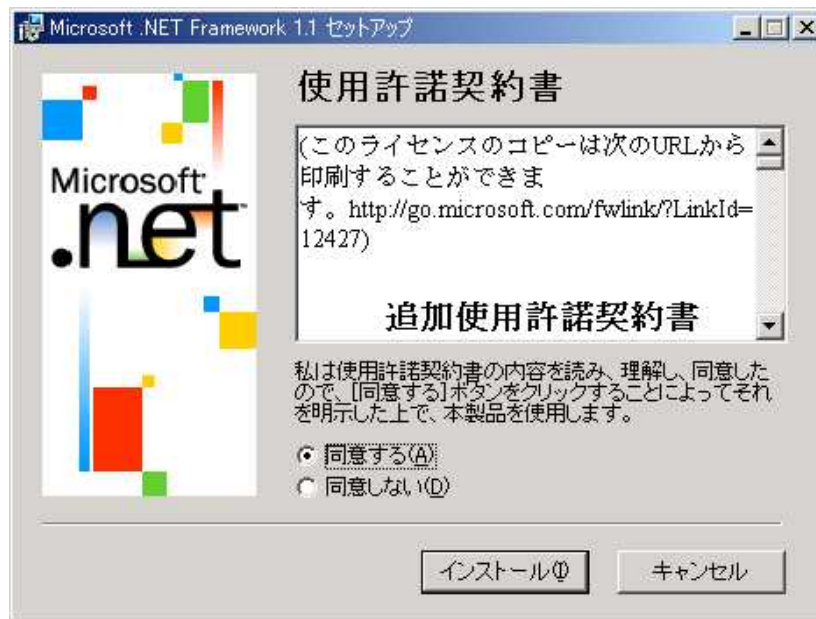 Microsoft .NET Framework 1.1 セットアップ
Microsoft
.net
使用許諾契約書
(このライセンスのコピーは次のURLから
印刷することができま
す。http://go.microsoft.com/fwlink/?LinkId=
12427)
追加使用許諾契約書
私は使用許諾契約書の内容を読み、理解し、同意した
ので、[同意する]ボタンをクリックすることによってそれ
を明示した上で、本製品を使用します。
同意する(A)
同意しない(D)
インストール(I)
キャンセル